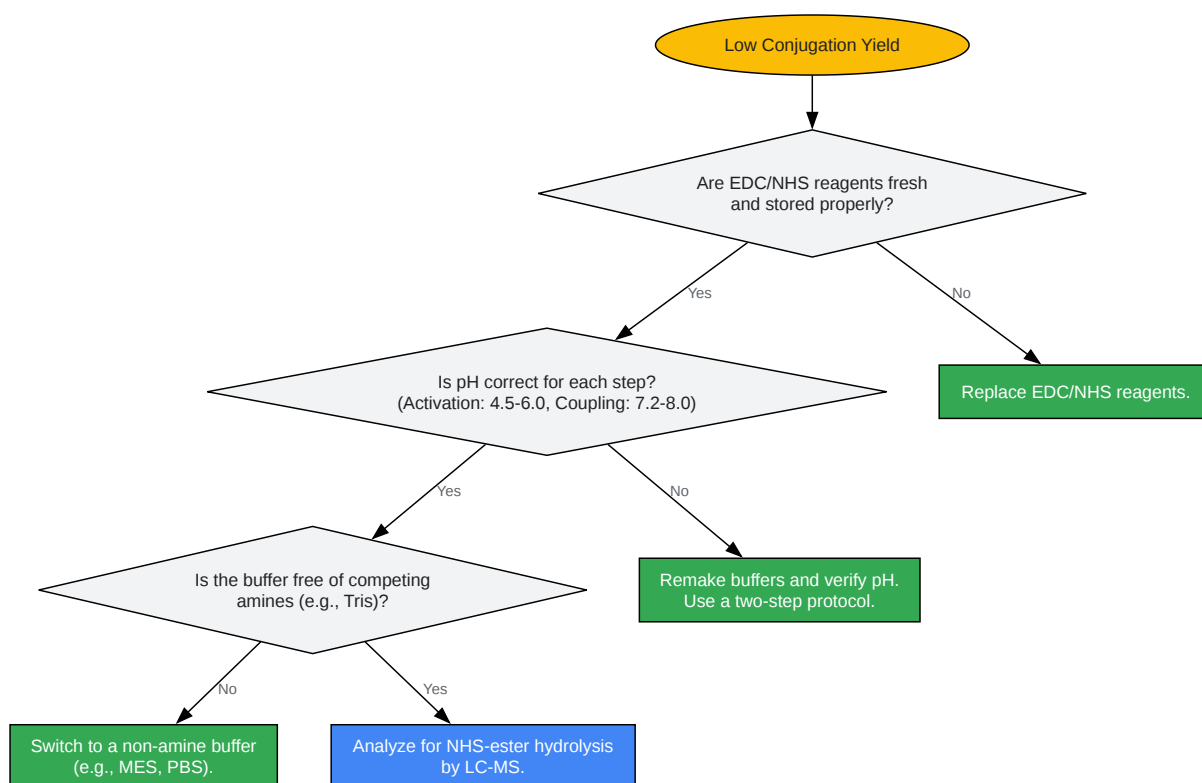 Low Conjugation Yield
Are EDC/NHS reagents fresh
and stored properly?
Yes
No
Is pH correct for each step?
(Activation: 4.5-6.0, Coupling: 7.2-8.0)
Replace EDC/NHS reagents.
Yes
No
Is the buffer free of competing
amines (e.g., Tris)?
Remake buffers and verify pH.
Use a two-step protocol.
No
Yes
Switch to a non-amine buffer
(e.g., MES, PBS).
Analyze for NHS-ester hydrolysis
by LC-MS.